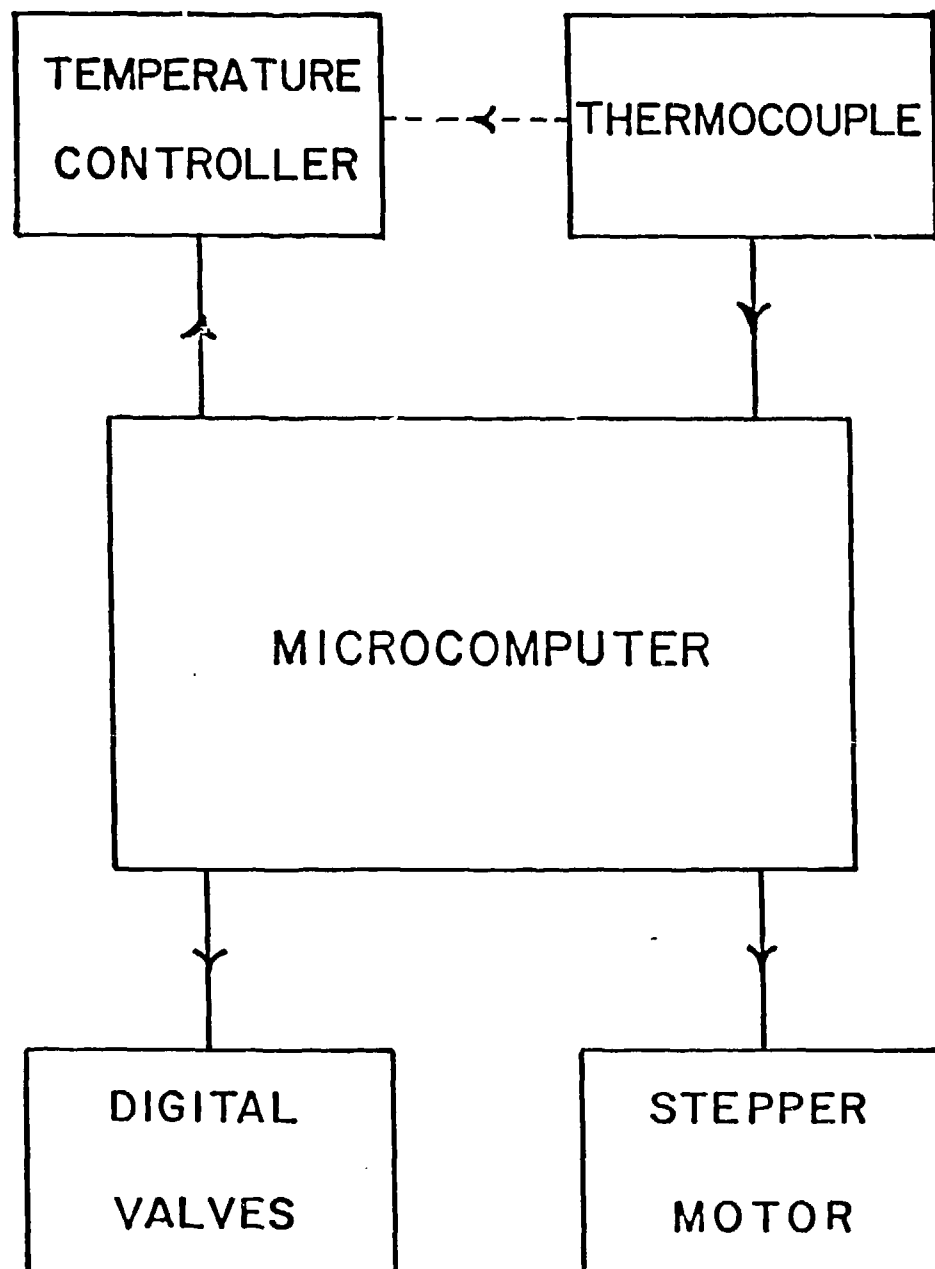 TEMPERATURE
CONTROLLER
THERMOCOUPLE
MICROCOMPUTER
DIGITAL
VALVES
STEPPER
MOTOR